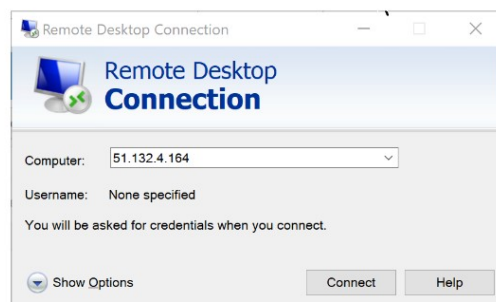 Remote Desktop Connection
Remote Desktop
Connection
Computer: 51.132.4.164
Username: None specified
You will be asked for credentials when you connect.
Show Options Connect Help